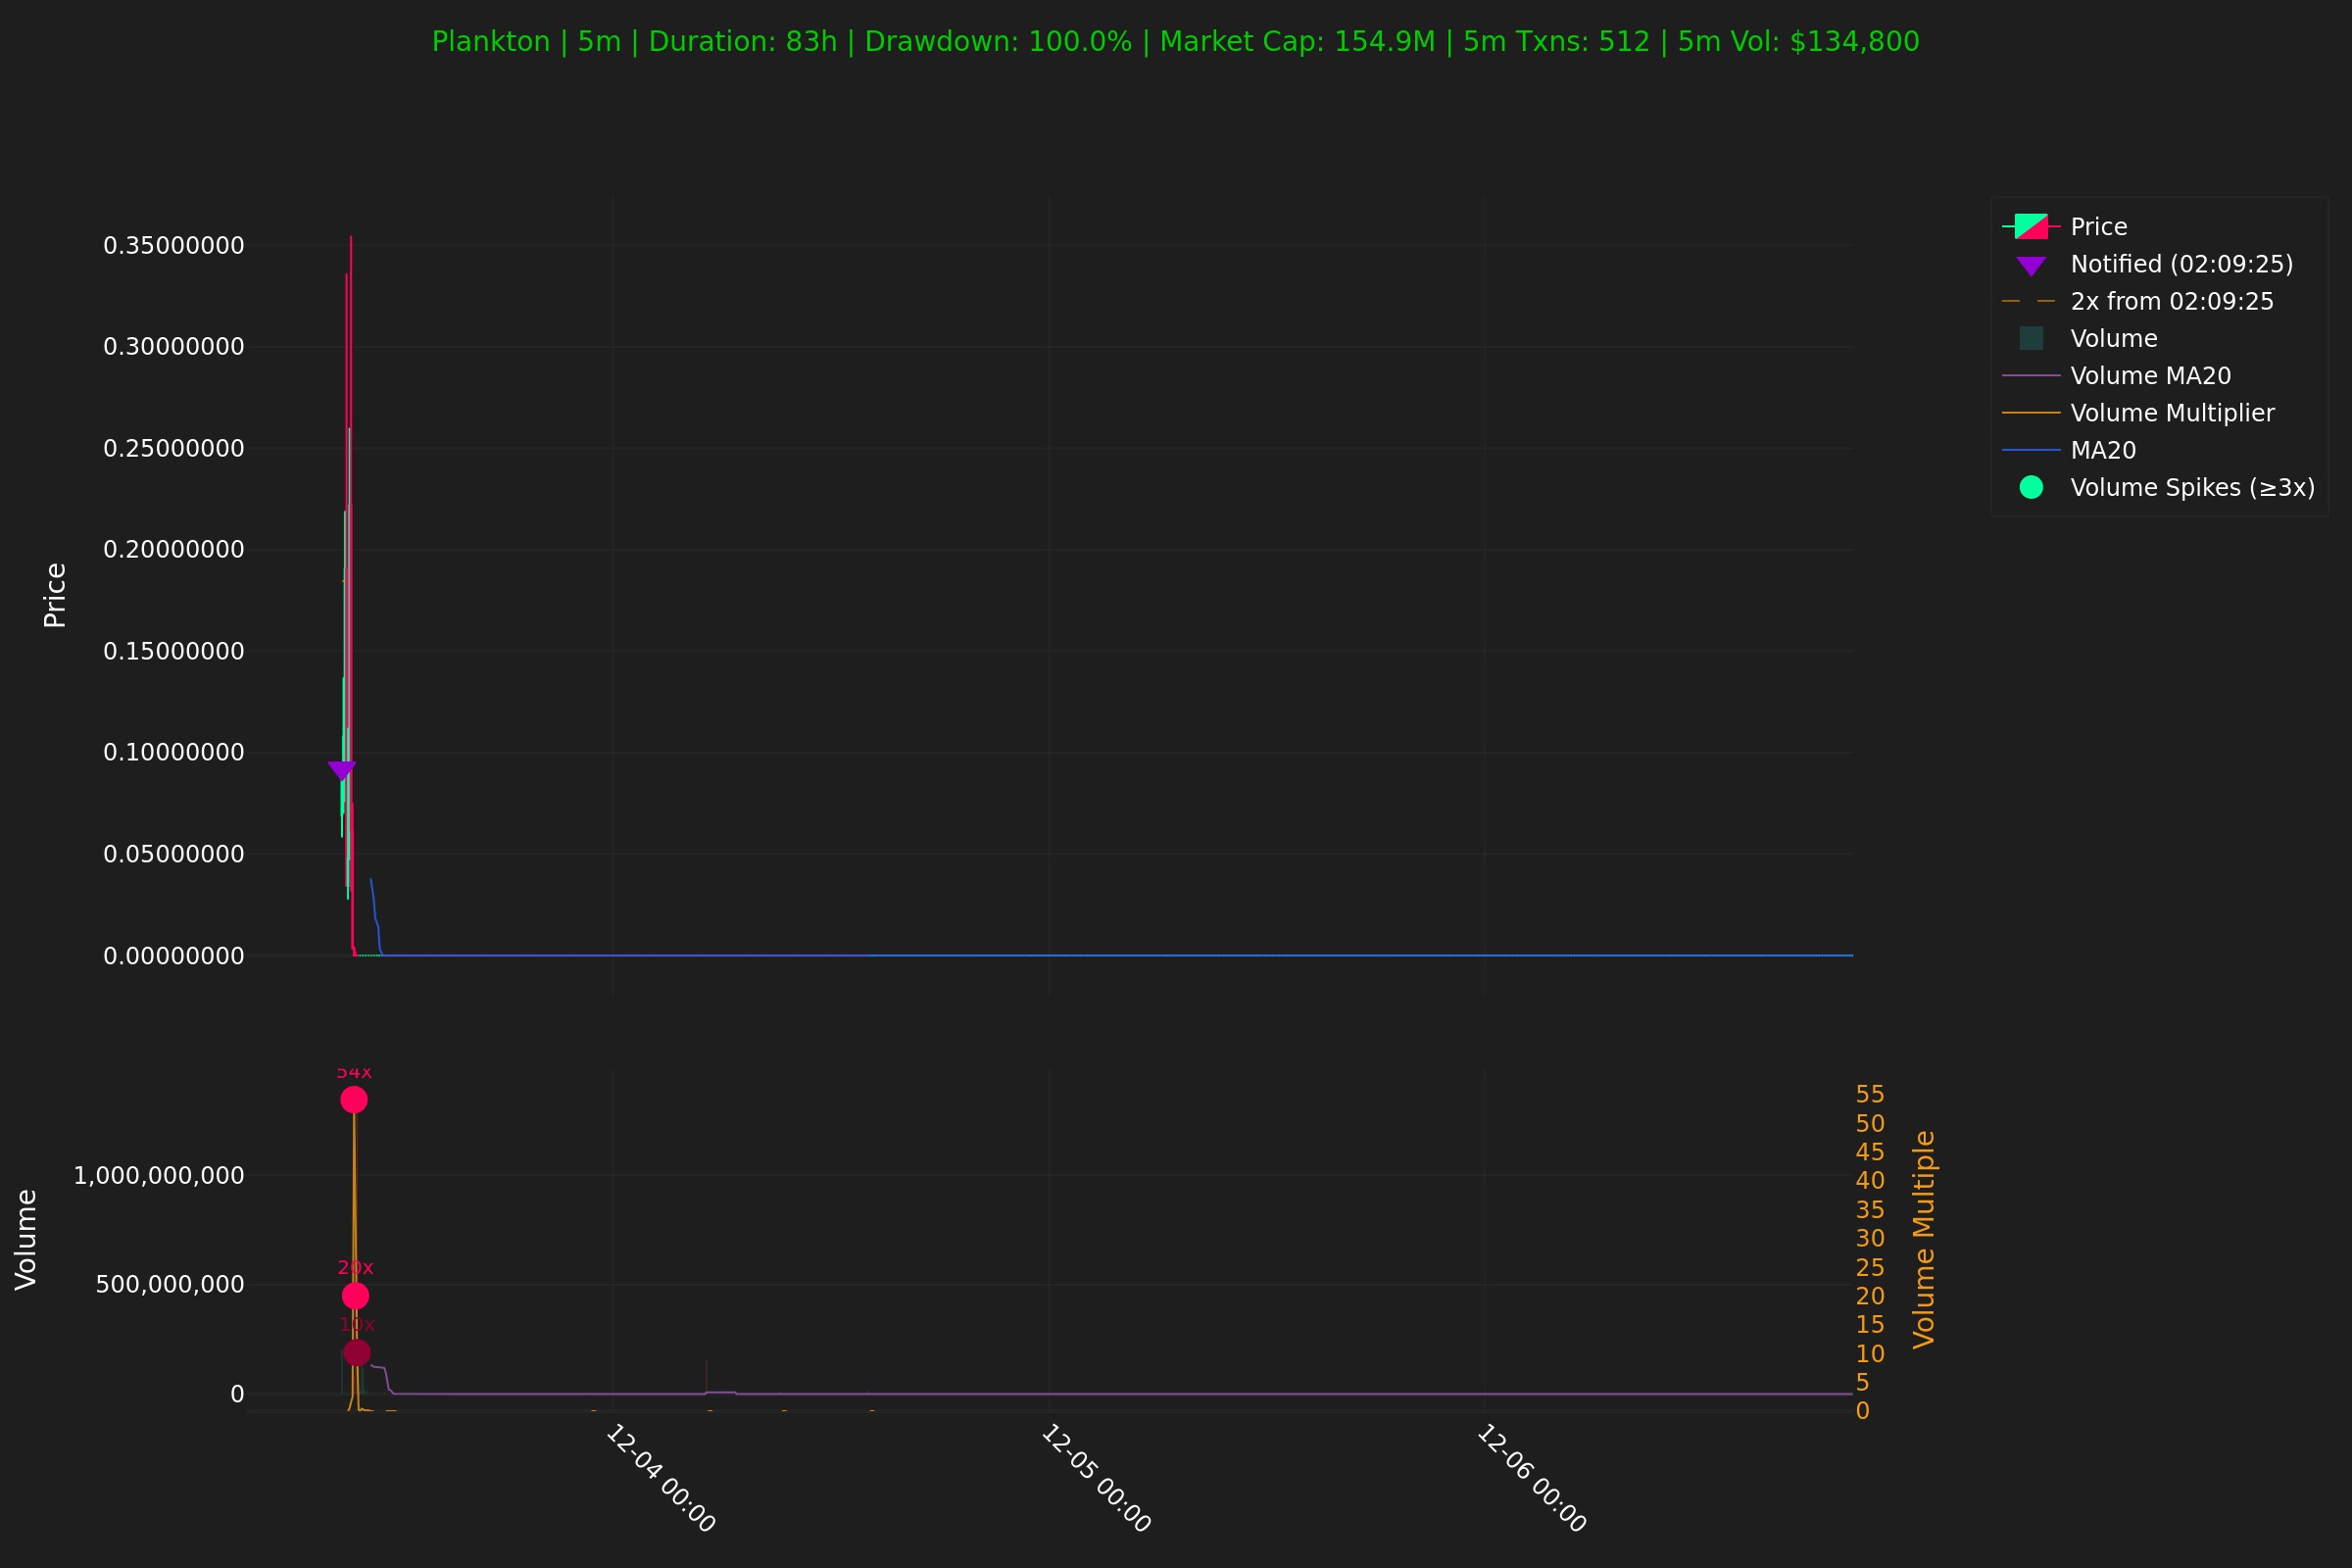 Plankton | 5m | Duration: 83h | Drawdown: 100.0% | Market Cap: 154.9M | 5m Txns: 512 | 5m Vol: $134,800
Price
0.35000000
0.30000000
0.25000000
0.20000000
0.15000000
0.10000000
0.05000000
0.00000000
Price
Notified (02:09:25)
2x from 02:09:25
Volume
Volume MA20
Volume Multiplier
MA20
Volume Spikes (≥3x)
Volume
1,000,000,000
500,000,000
0
54x
20x
10x
55
50
45
40
35
30
25
20
15
10
5
0
Volume Multiple
12-04 00:00
12-05 00:00
12-06 00:00